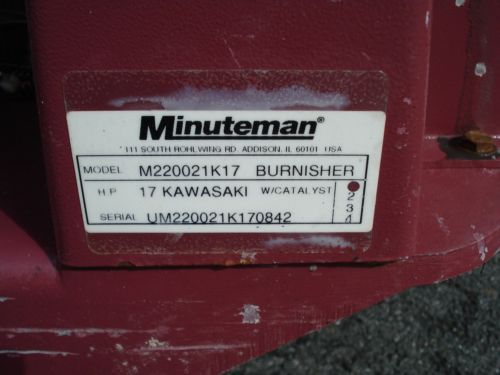 Minuteman®
111 SOUTH ROHLWING RD. ADDISON, IL 60101 USA
MODEL M220021K17 BURNISHER
H.P 17 KAWASAKI W/CATALYST
2
3
4
SERIAL UM220021K170842